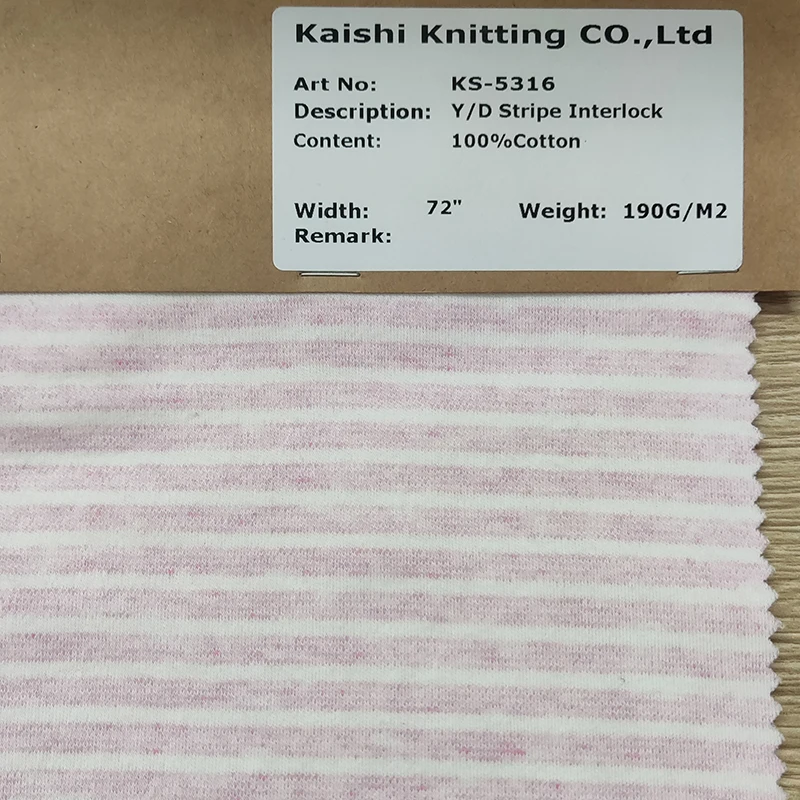 Kaishi Knitting CO.,Ltd
Art No: KS-5316
Description: Y/D Stripe Interlock
Content: 100%Cotton
Width: 72" Weight: 190G/M2
Remark: